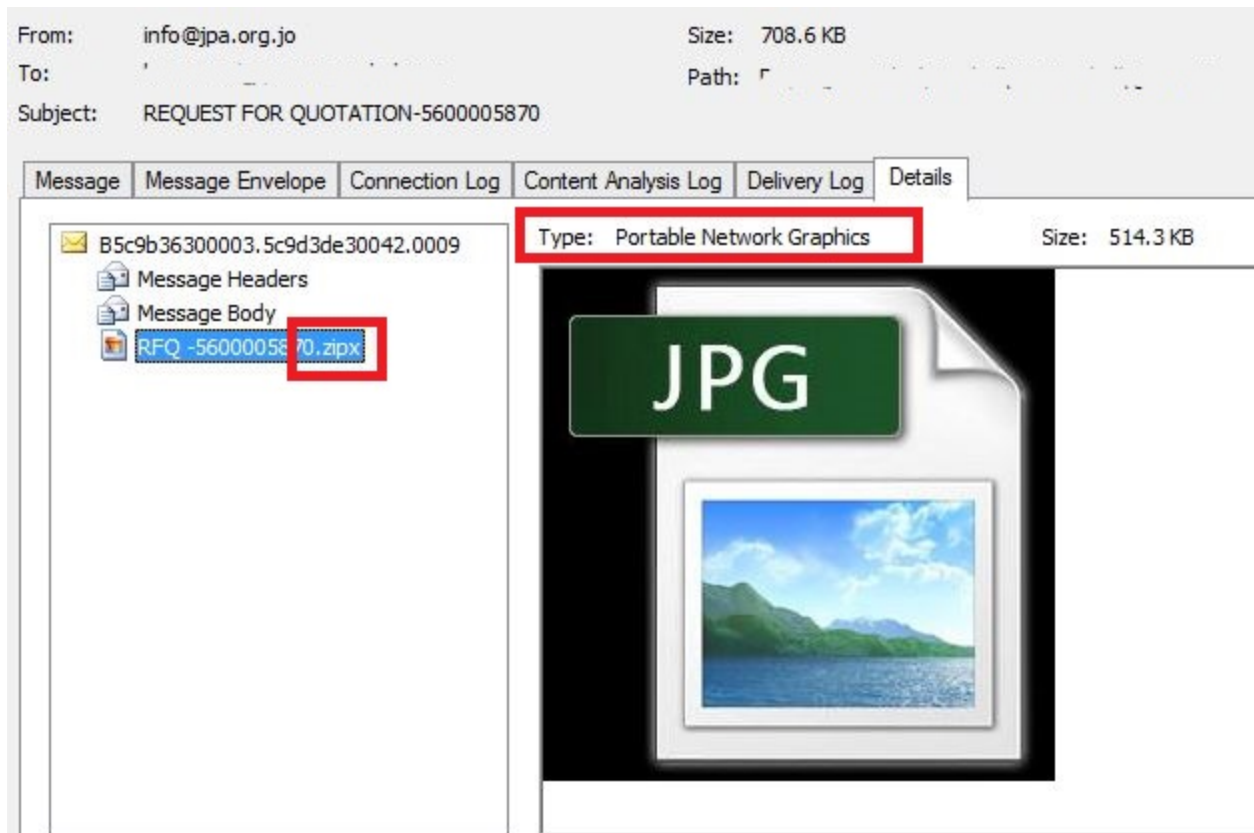 From: info@jpa.org.jo Size: 708.6 KB
To: Path:
Subject: REQUEST FOR QUOTATION-5600005870
Message Message Envelope Connection Log Content Analysis Log Delivery Log Details
B5c9b36300003.5c9d3de30042.0009
Type: Portable Network Graphics Size: 514.3 KB
Message Headers
Message Body
RFQ -5600005870.zipx
JPG